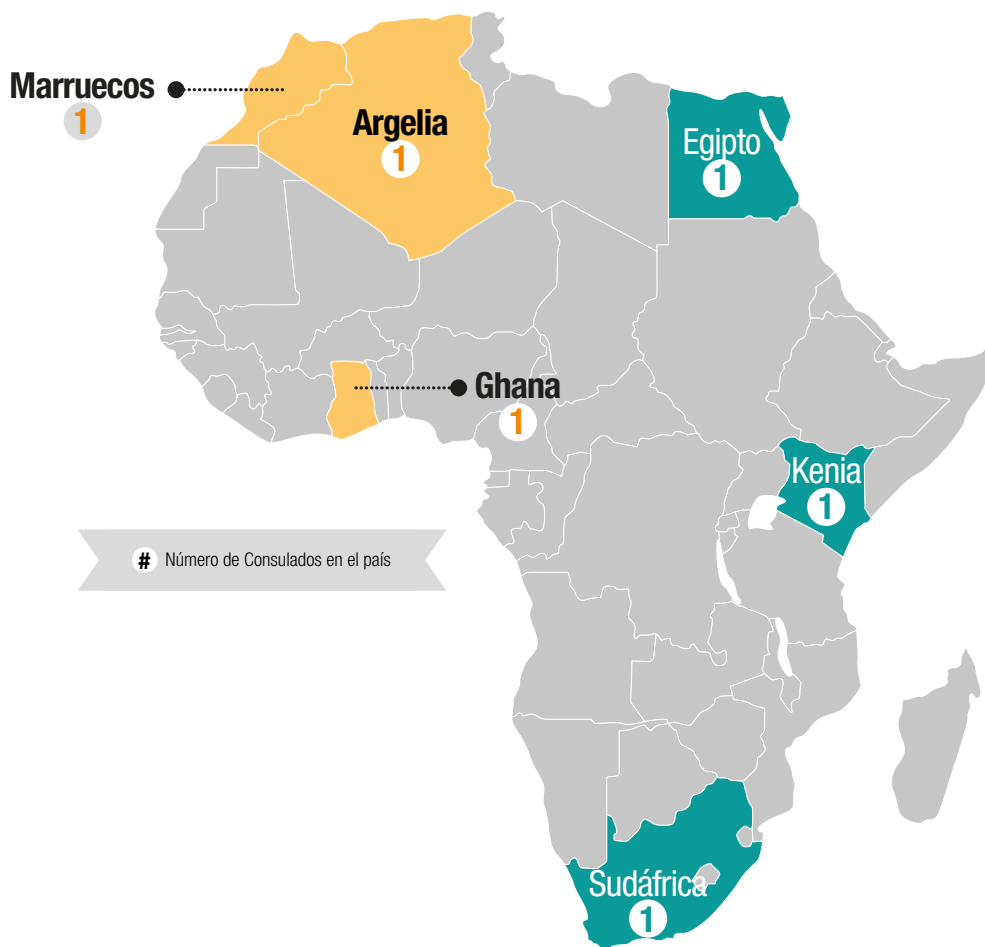 Marruecos
1
Argelia
1
Egipto
1
Ghana
1
Kenia
1
# Número de Consulados en el país
Sudáfrica
1